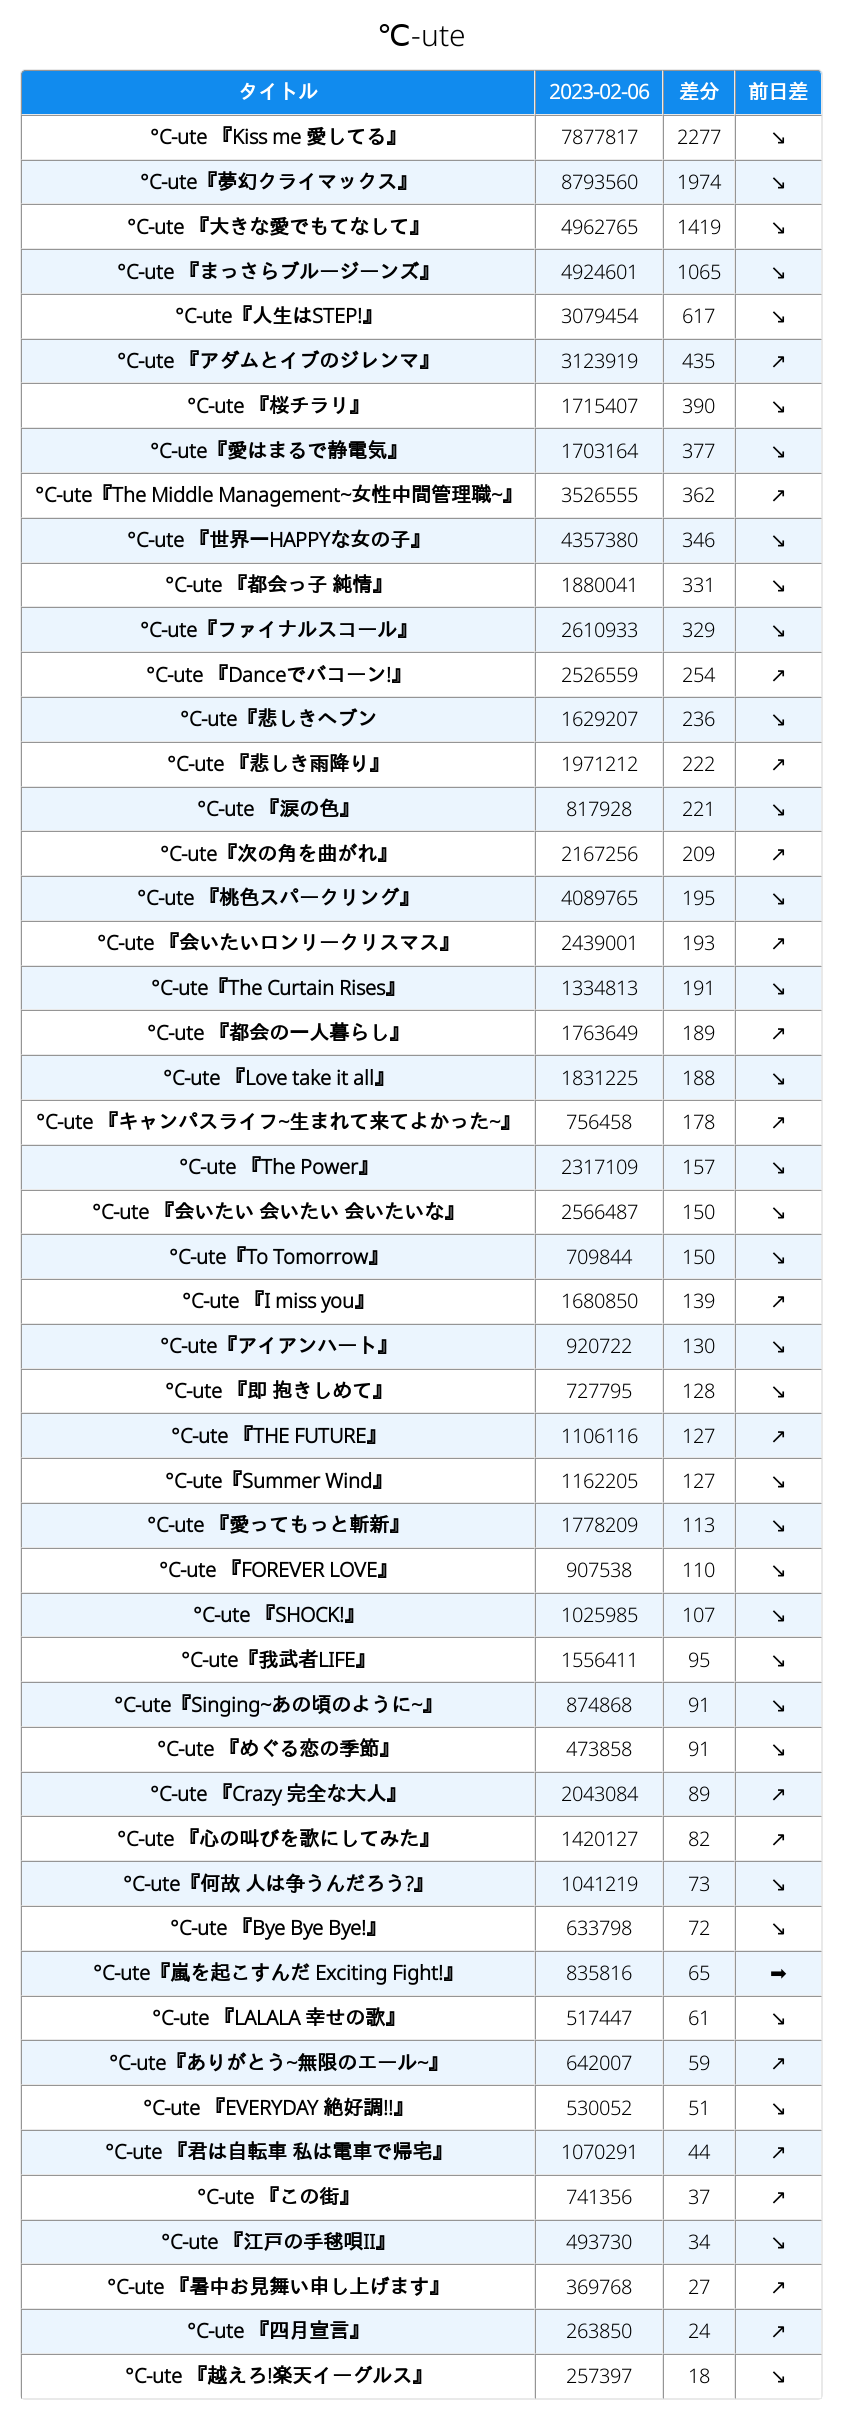 ℃-ute
タイトル 2023-02-06 差分 前日差
℃-ute 『Kiss me 愛してる』 7877817 2277 ↘
℃-ute『夢幻クライマックス』 8793560 1974 ↘
℃-ute 『大きな愛でもてなして』 4962765 1419 ↘
℃-ute 『まっさらブルージーンズ』 4924601 1065 ↘
℃-ute『人生はSTEP!』 3079454 617 ↘
℃-ute 『アダムとイブのジレンマ』 3123919 435 ↗
℃-ute 『桜チラリ』 1715407 390 ↘
℃-ute『愛はまるで静電気』 1703164 377 ↘
℃-ute『The Middle Management~女性中間管理職~』 3526555 362 ↗
℃-ute 『世界一HAPPYな女の子』 4357380 346 ↘
℃-ute 『都会っ子 純情』 1880041 331 ↘
℃-ute『ファイナルスコール』 2610933 329 ↘
℃-ute 『Danceでバコーン!』 2526559 254 ↗
℃-ute『悲しきヘブン 1629207 236 ↘
℃-ute 『悲しき雨降り』 1971212 222 ↗
℃-ute 『涙の色』 817928 221 ↘
℃-ute『次の角を曲がれ』 2167256 209 ↗
℃-ute 『桃色スパークリング』 4089765 195 ↘
℃-ute 『会いたいロンリークリスマス』 2439001 193 ↗
℃-ute『The Curtain Rises』 1334813 191 ↘
℃-ute 『都会の一人暮らし』 1763649 189 ↗
℃-ute 『Love take it all』 1831225 188 ↘
℃-ute 『キャンパスライフ~生まれて来てよかった~』 756458 178 ↗
℃-ute 『The Power』 2317109 157 ↘
℃-ute 『会いたい 会いたい 会いたいな』 2566487 150 ↘
℃-ute『To Tomorrow』 709844 150 ↘
℃-ute 『I miss you』 1680850 139 ↗
℃-ute『アイアンハート』 920722 130 ↘
℃-ute 『即 抱きしめて』 727795 128 ↘
℃-ute 『THE FUTURE』 1106116 127 ↗
℃-ute『Summer Wind』 1162205 127 ↘
℃-ute 『愛ってもっと斬新』 1778209 113 ↘
℃-ute 『FOREVER LOVE』 907538 110 ↘
℃-ute 『SHOCK!』 1025985 107 ↘
℃-ute『我武者LIFE』 1556411 95 ↘
℃-ute『Singing~あの頃のように~』 874868 91 ↘
℃-ute 『めぐる恋の季節』 473858 91 ↘
℃-ute 『Crazy 完全な大人』 2043084 89 ↗
℃-ute 『心の叫びを歌にしてみた』 1420127 82 ↗
℃-ute『何故 人は争うんだろう?』 1041219 73 ↘
℃-ute 『Bye Bye Bye!』 633798 72 ↘
℃-ute『嵐を起こすんだ Exciting Fight!』 835816 65 ➡
℃-ute 『LALALA 幸せの歌』 517447 61 ↘
℃-ute『ありがとう~無限のエール~』 642007 59 ↗
℃-ute 『EVERYDAY 絶好調!!』 530052 51 ↘
℃-ute 『君は自転車 私は電車で帰宅』 1070291 44 ↗
℃-ute 『この街』 741356 37 ↗
℃-ute 『江戸の手毬唄II』 493730 34 ↘
℃-ute 『暑中お見舞い申し上げます』 369768 27 ↗
℃-ute 『四月宣言』 263850 24 ↗
℃-ute 『越えろ!楽天イーグルス』 257397 18 ↘